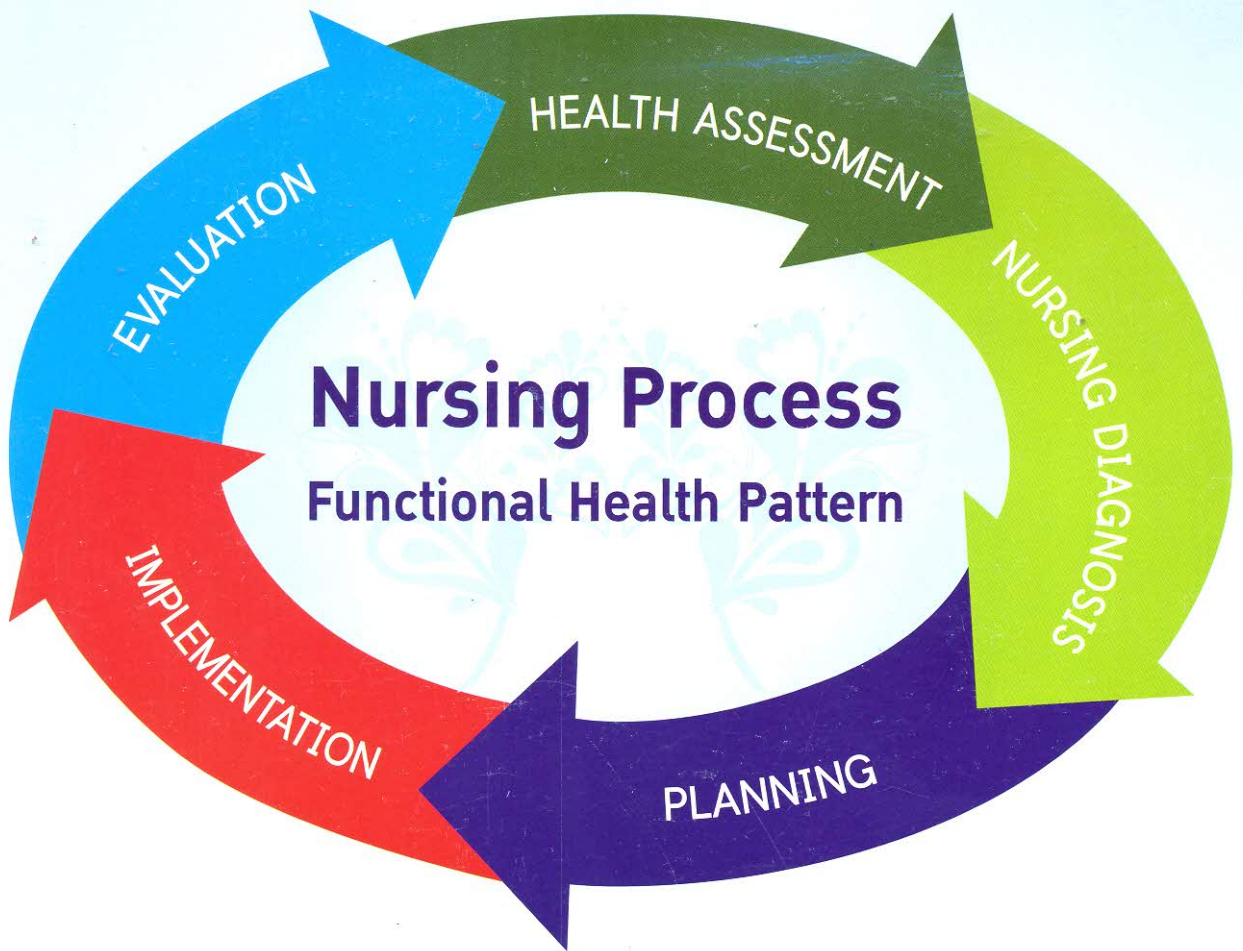 HEALTH ASSESSMENT
NURSING DIAGNOSIS
PLANNING
IMPLEMENTATION
EVALUATION
Nursing Process
Functional Health Pattern